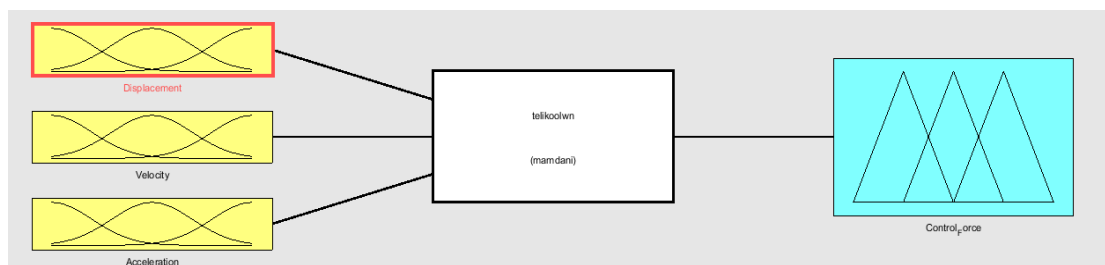 Displacement
telikoolwn
(mamdani)
Velocity
Control_Force
Acceleration